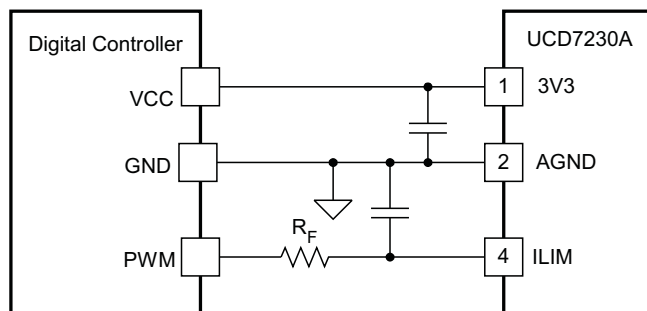 Digital Controller
UCD7230A
VCC
1
3V3
GND
2
AGND
RF
PWM
4
ILIM